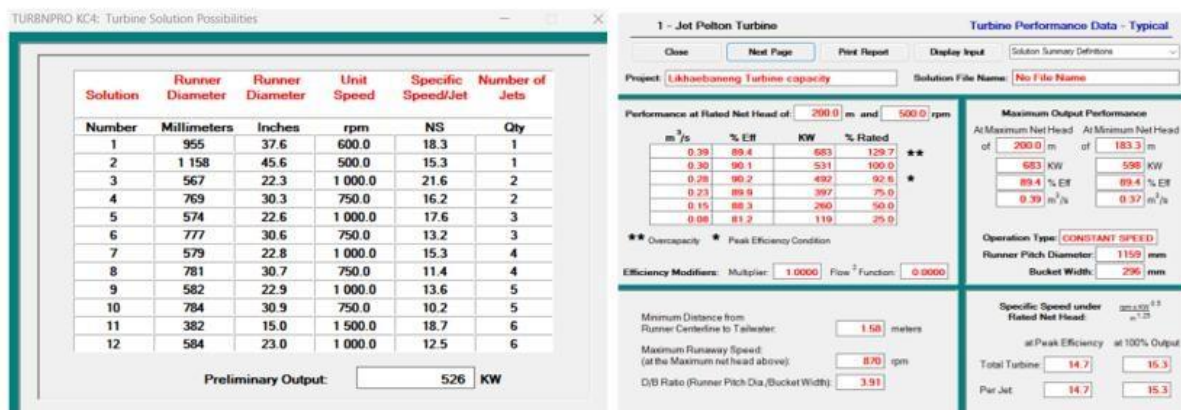 TURBNPRO KC4: Turbine Solution Possibilities
Solution Runner Diameter Runner Diameter Unit Speed Specific Speed/Jet Number of Jets
Number Millimeters Inches rpm NS Qty
1 955 37.6 600.0 18.3 1
2 1 158 45.6 500.0 15.3 1
3 567 22.3 1 000.0 21.6 2
4 769 30.3 750.0 16.2 2
5 574 22.6 1 000.0 17.6 3
6 777 30.6 750.0 13.2 3
7 579 22.8 1 000.0 15.3 4
8 781 30.7 750.0 11.4 4
9 582 22.9 1 000.0 13.6 5
10 784 30.9 750.0 10.2 5
11 382 15.0 1 500.0 18.7 6
12 584 23.0 1 000.0 12.5 6
Preliminary Output: 526 KW
1 - Jet Pelton Turbine Turbine Performance Data - Typical
Close Next Page Print Report Display Input Solution Summary Definitions
Project: Likhaebaneng Turbine capacity Solution File Name: No File Name
Performance at Rated Net Head of: 200.0 m and 500.0 rpm
m³/s % Eff KW % Rated
0.39 89.4 683 129.7 **
0.30 90.1 531 100.0
0.28 90.2 492 92.6 *
0.23 89.9 397 75.0
0.15 88.3 260 50.0
0.08 81.2 119 25.0
** Overcapacity * Peak Efficiency Condition
Efficiency Modifiers: Multiplier: 1.0000 Flow ² Function: 0.0000
Maximum Output Performance
At Maximum Net Head At Minimum Net Head
of 200.0 m of 183.3 m
683 KW 598 KW
89.4 % Eff 89.4 % Eff
0.39 m³/s 0.37 m³/s
Operation Type: CONSTANT SPEED
Runner Pitch Diameter: 1159 mm
Bucket Width: 296 mm
Minimum Distance from
Runner Centerline to Tailwater: 1.58 meters
Maximum Runaway Speed:
(at the Maximum net head above): 870 rpm
D/B Ratio (Runner Pitch Dia./Bucket Width): 3.91
Specific Speed under
Rated Net Head: rpm x KW 0.5
m 1.25
at Peak Efficiency at 100% Output
Total Turbine: 14.7 15.3
Per Jet: 14.7 15.3